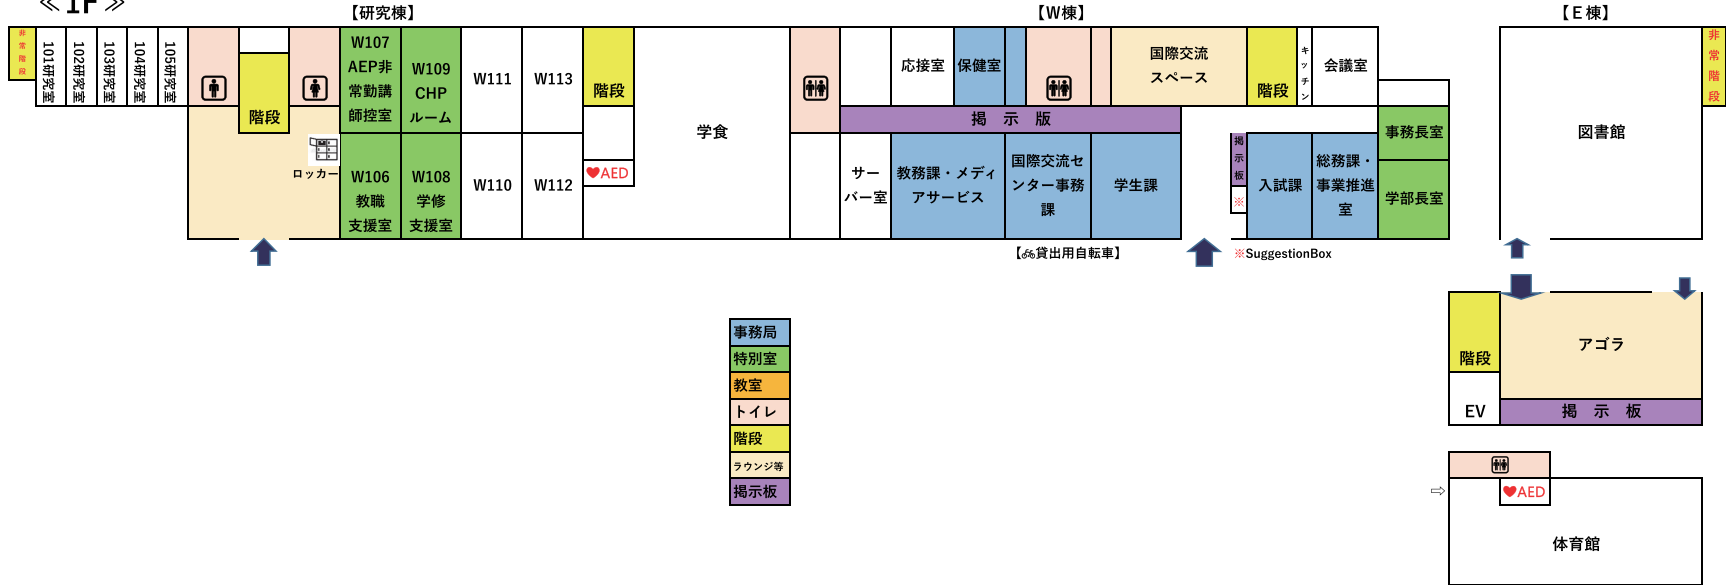 ≪1F≫
【研究棟】
【W棟】
【E棟】
非常階段
101研究室
102研究室
103研究室
104研究室
105研究室
階段
ロッカー
W107
AEP非
常勤講
師控室
W109
CHP
ルーム
W106
教職
支援室
W108
学修
支援室
W111
W113
W110
W112
階段
AED
学食
応接室
保健室
国際交流
スペース
階段
キッチン
会議室
掲示版
サー
バー室
教務課・メディ
アサービス
国際交流セ
ンター事務
課
学生課
掲示板
※
入試課
総務課・
事業推進
室
事務長室
学部長室
図書館
非常階段
【貸出用自転車】
※SuggestionBox
事務局
特別室
教室
トイレ
階段
ラウンジ等
掲示板
階段
アゴラ
EV
掲示板
AED
体育館